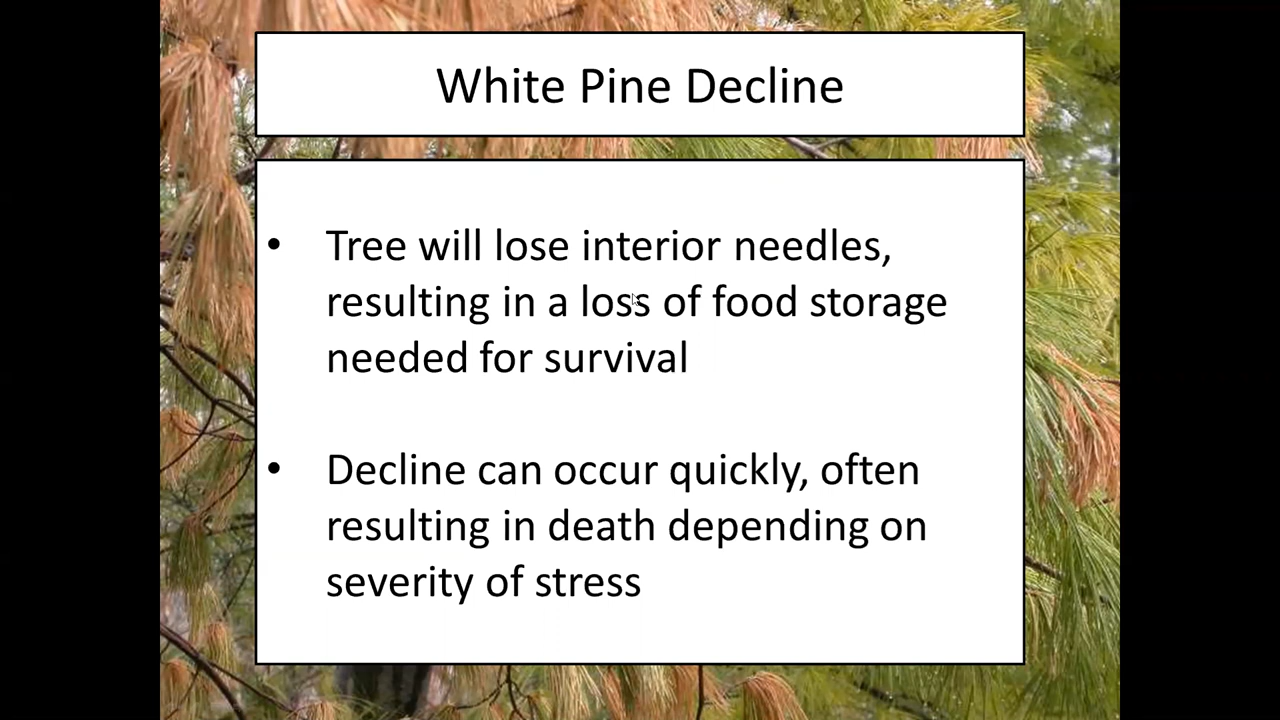 White Pine Decline
• Tree will lose interior needles,
resulting in a loss of food storage
needed for survival
• Decline can occur quickly, often
resulting in death depending on
severity of stress